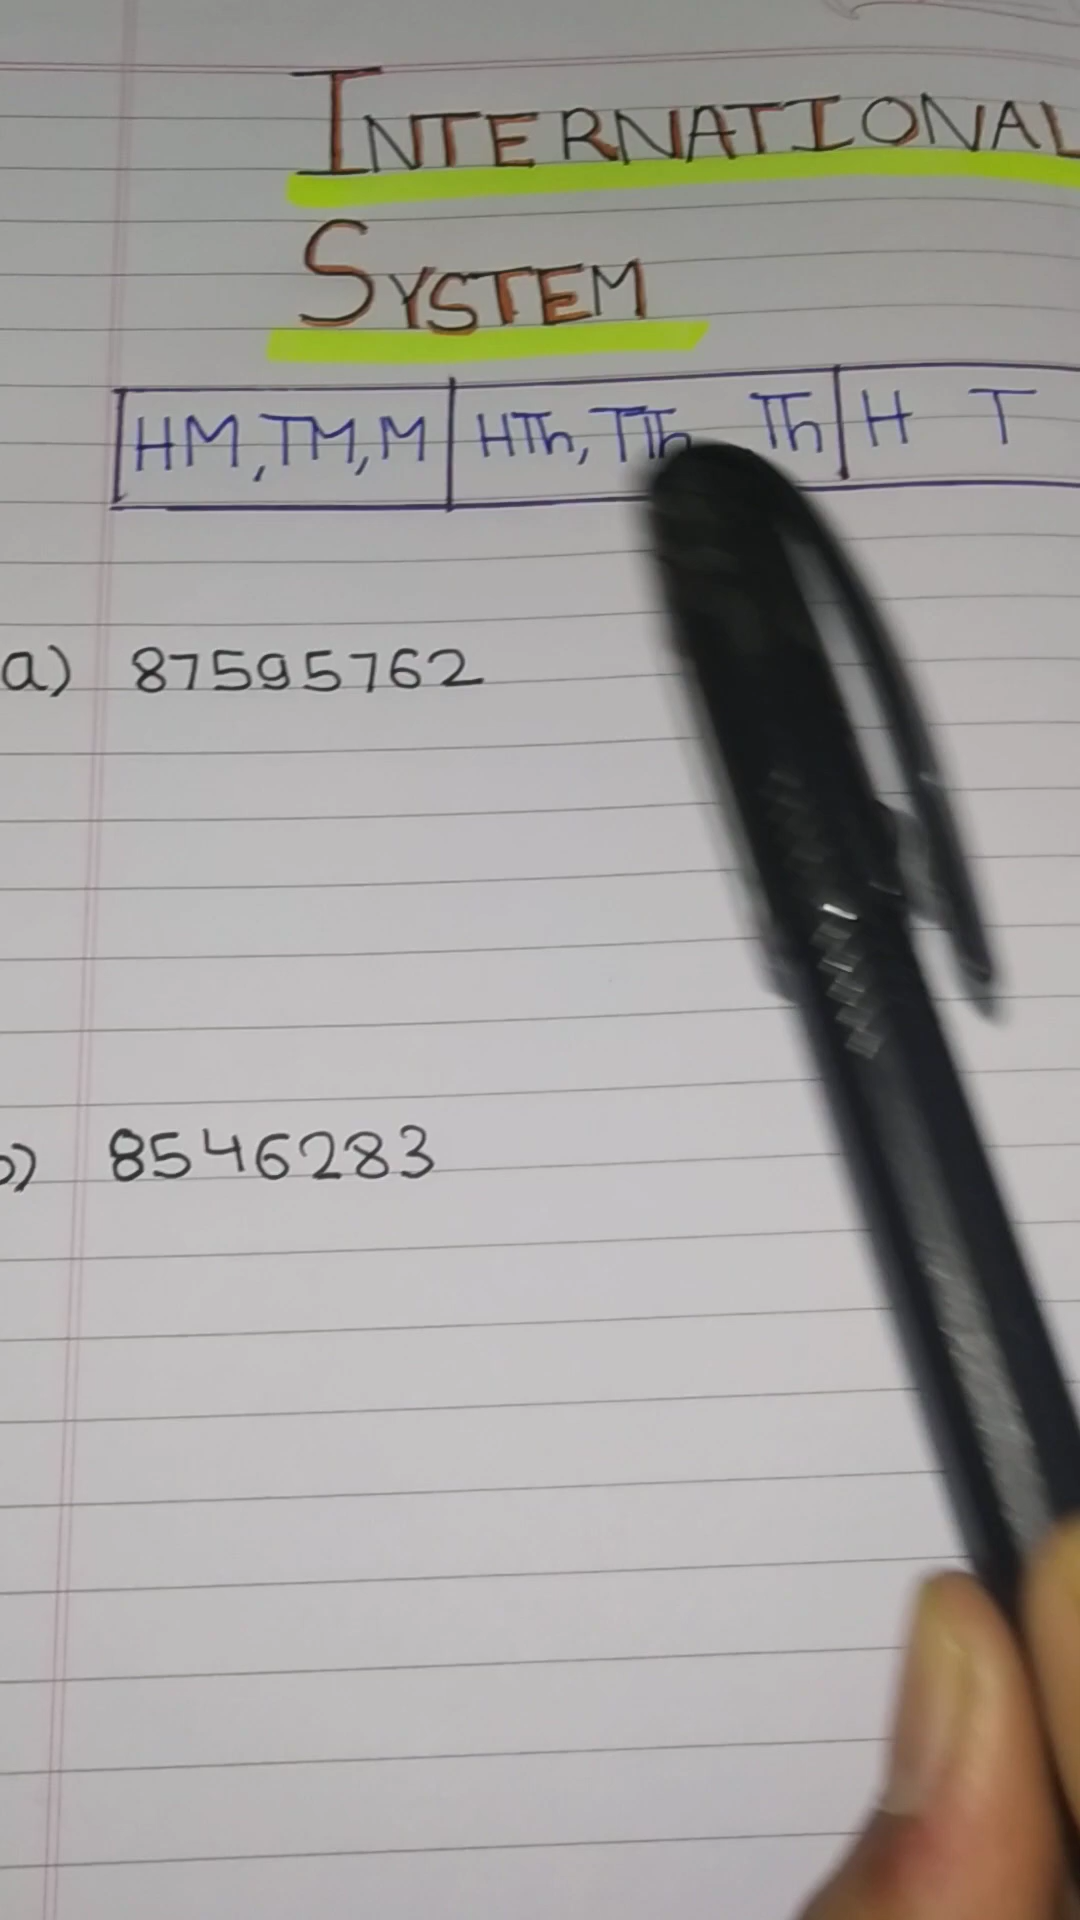 INTERNATIONAL
SYSTEM
HM, TM, M HTh, TTh Th H T
a) 87595762
b) 8546283